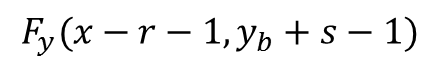 F_y(x − r − 1, y_b + s − 1)